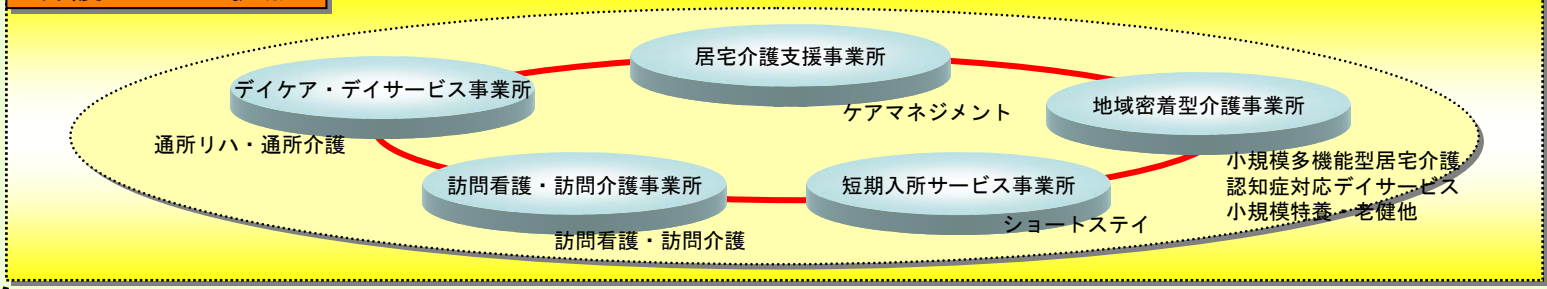 居宅介護支援事業所
ケアマネジメント
デイケア・デイサービス事業所
通所リハ・通所介護
地域密着型介護事業所
小規模多機能型居宅介護
認知症対応デイサービス
小規模特養・老健他
訪問看護・訪問介護事業所
訪問看護・訪問介護
短期入所サービス事業所
ショートステイ